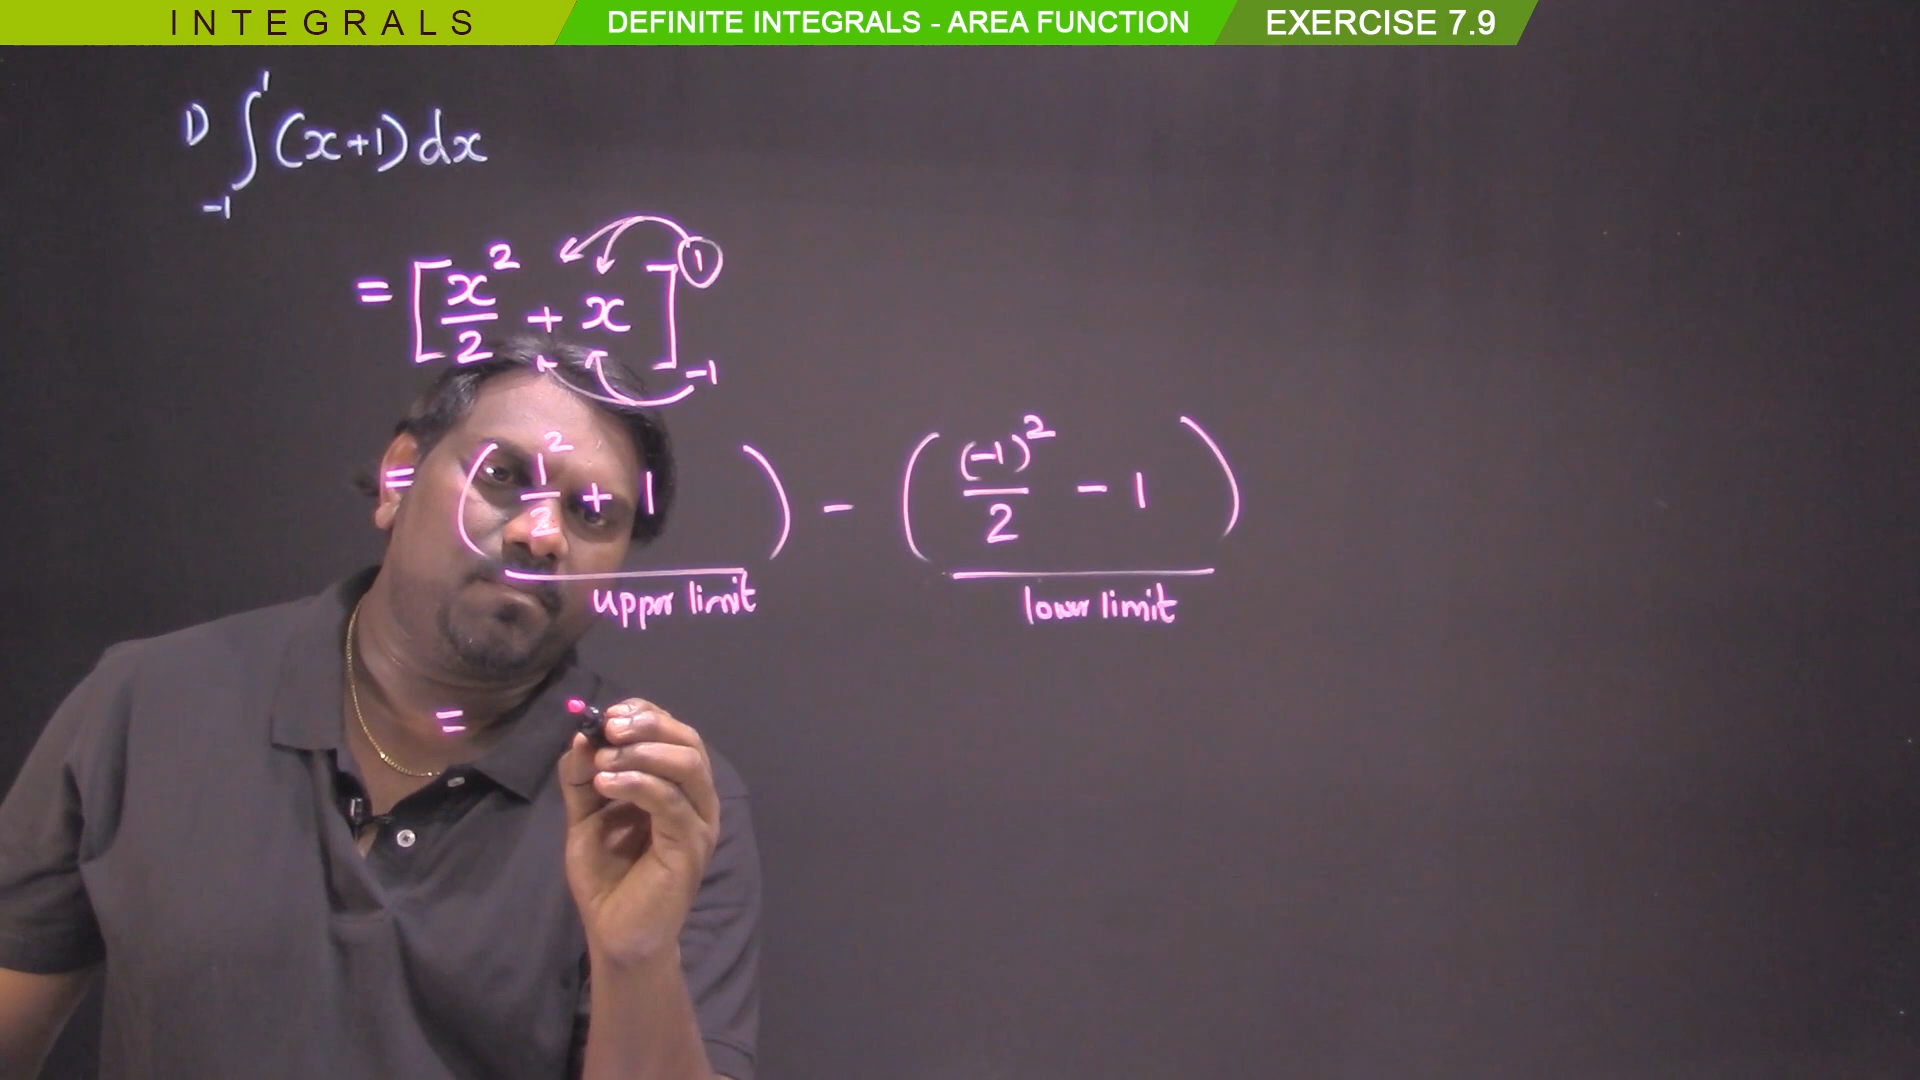 INTEGRALS DEFINITE INTEGRALS - AREA FUNCTION EXERCISE 7.9
1) ∫₋₁¹ (x+1) dx
= [x²/2 + x]₋₁¹
= (1²/2 + 1) - ((-1)²/2 - 1)
upper limit lower limit
=